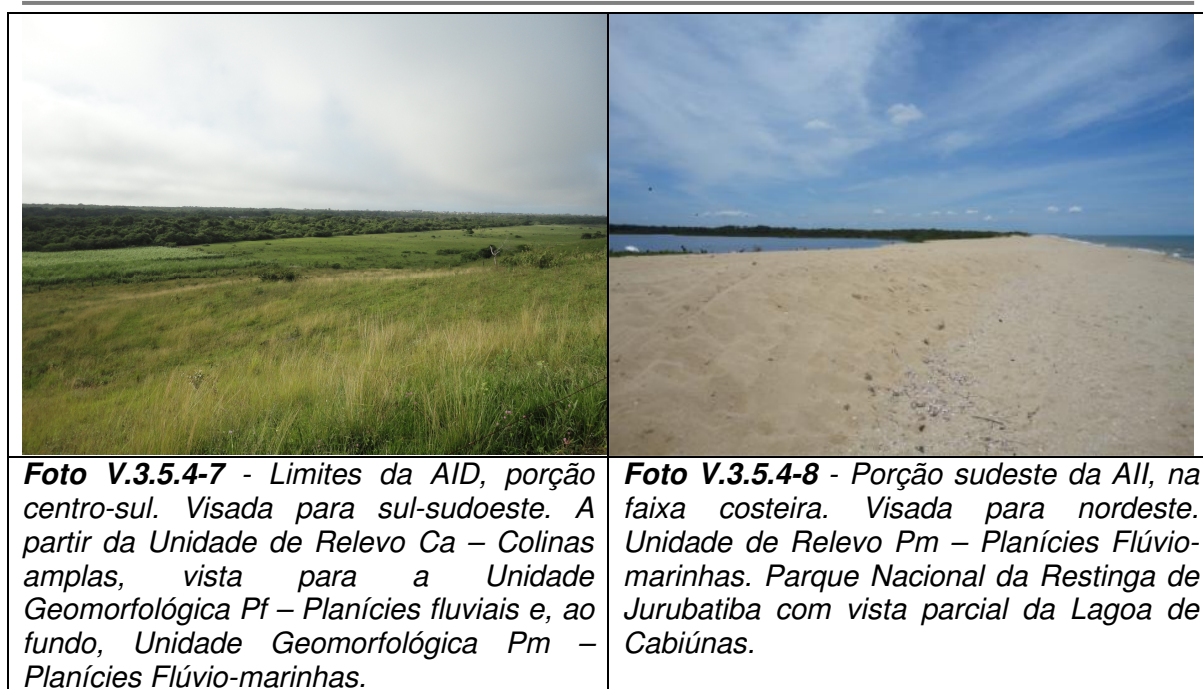 Foto V.3.5.4-7 - Limites da AID, porção
centro-sul. Visada para sul-sudoeste. A
partir da Unidade de Relevo Ca – Colinas
amplas, vista para a Unidade
Geomorfológica Pf – Planícies fluviais e, ao
fundo, Unidade Geomorfológica Pm –
Planícies Flúvio-marinhas.
Foto V.3.5.4-8 - Porção sudeste da AII, na
faixa costeira. Visada para nordeste.
Unidade de Relevo Pm – Planícies Flúvio-
marinhas. Parque Nacional da Restinga de
Jurubatiba com vista parcial da Lagoa de
Cabiúnas.